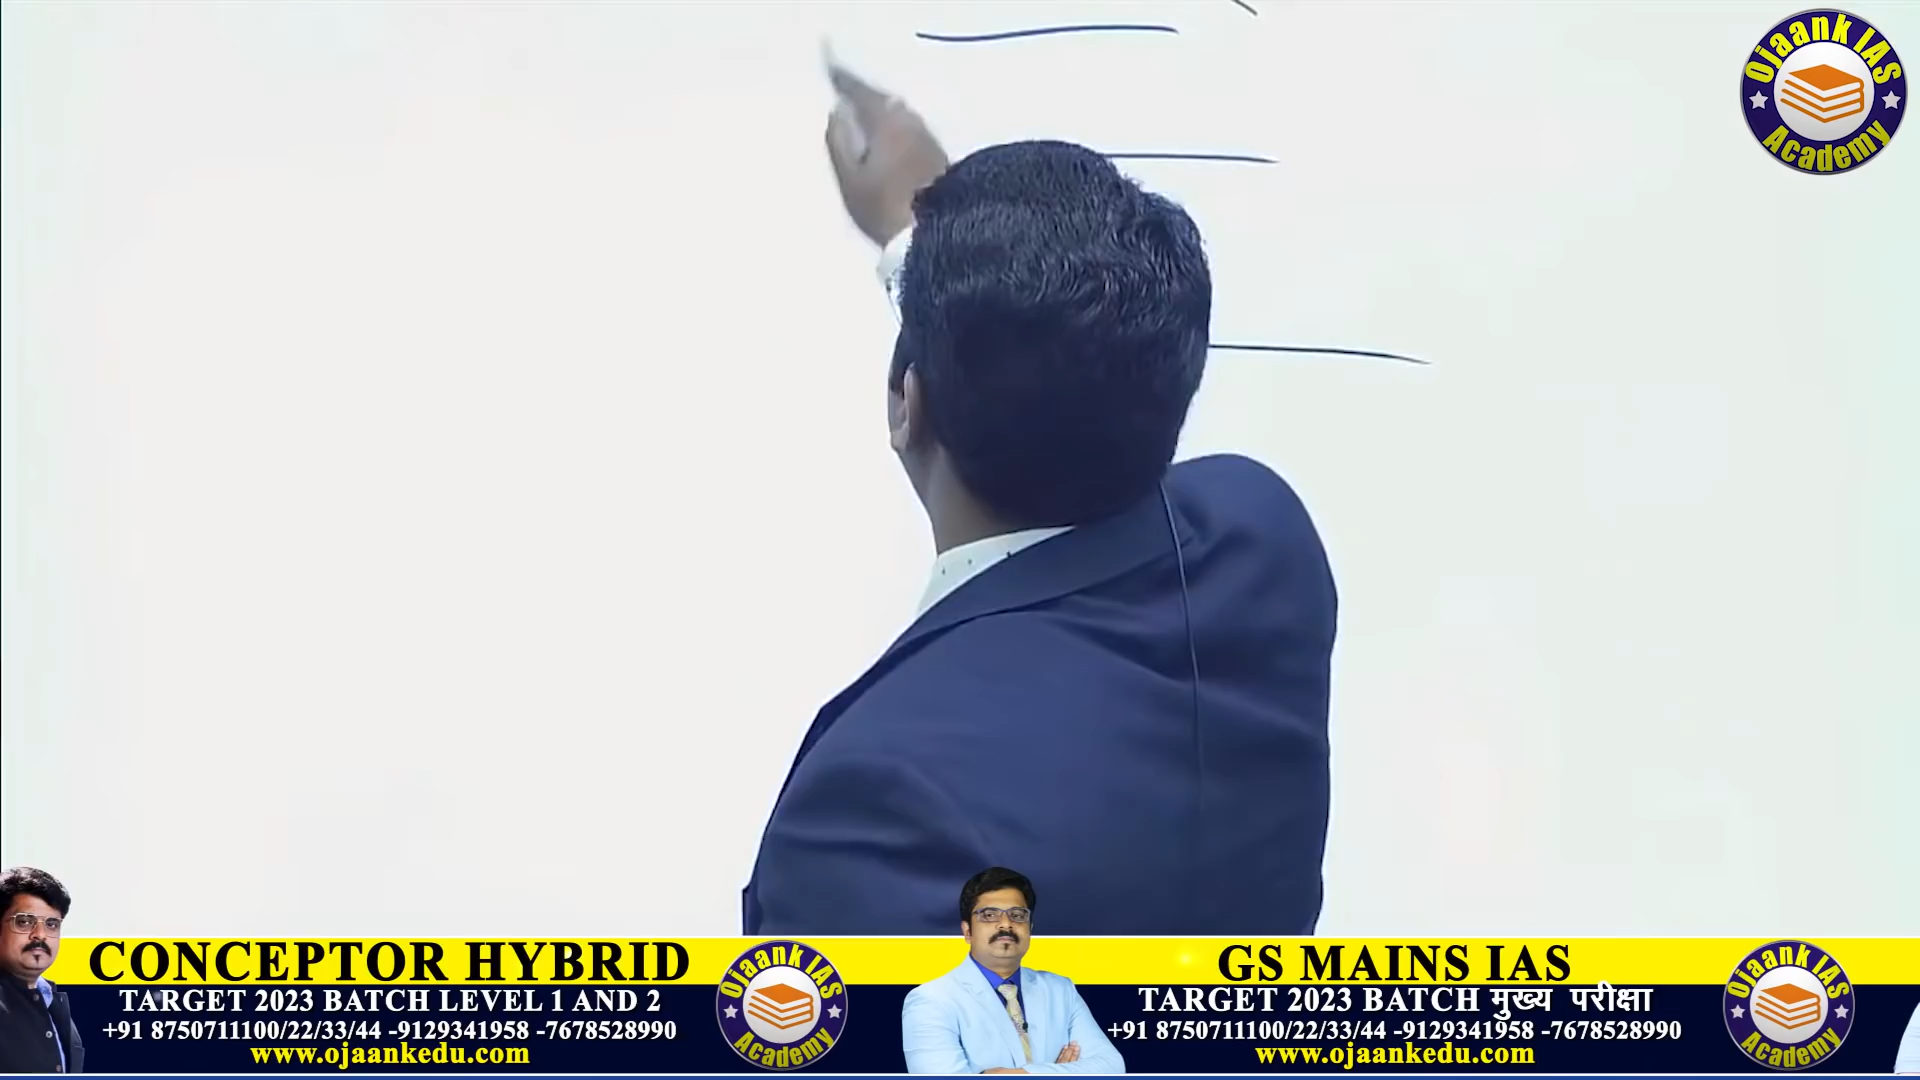 Ojaank IAS
Academy
CONCEPTOR HYBRID
TARGET 2023 BATCH LEVEL 1 AND 2
+91 8750711100/22/33/44 -9129341958 -7678528990
www.ojaankedu.com
Ojaank IAS
Academy
GS MAINS IAS
TARGET 2023 BATCH मुख्य परीक्षा
+91 8750711100/22/33/44 -9129341958 -7678528990
www.ojaankedu.com
Ojaank IAS
Academy